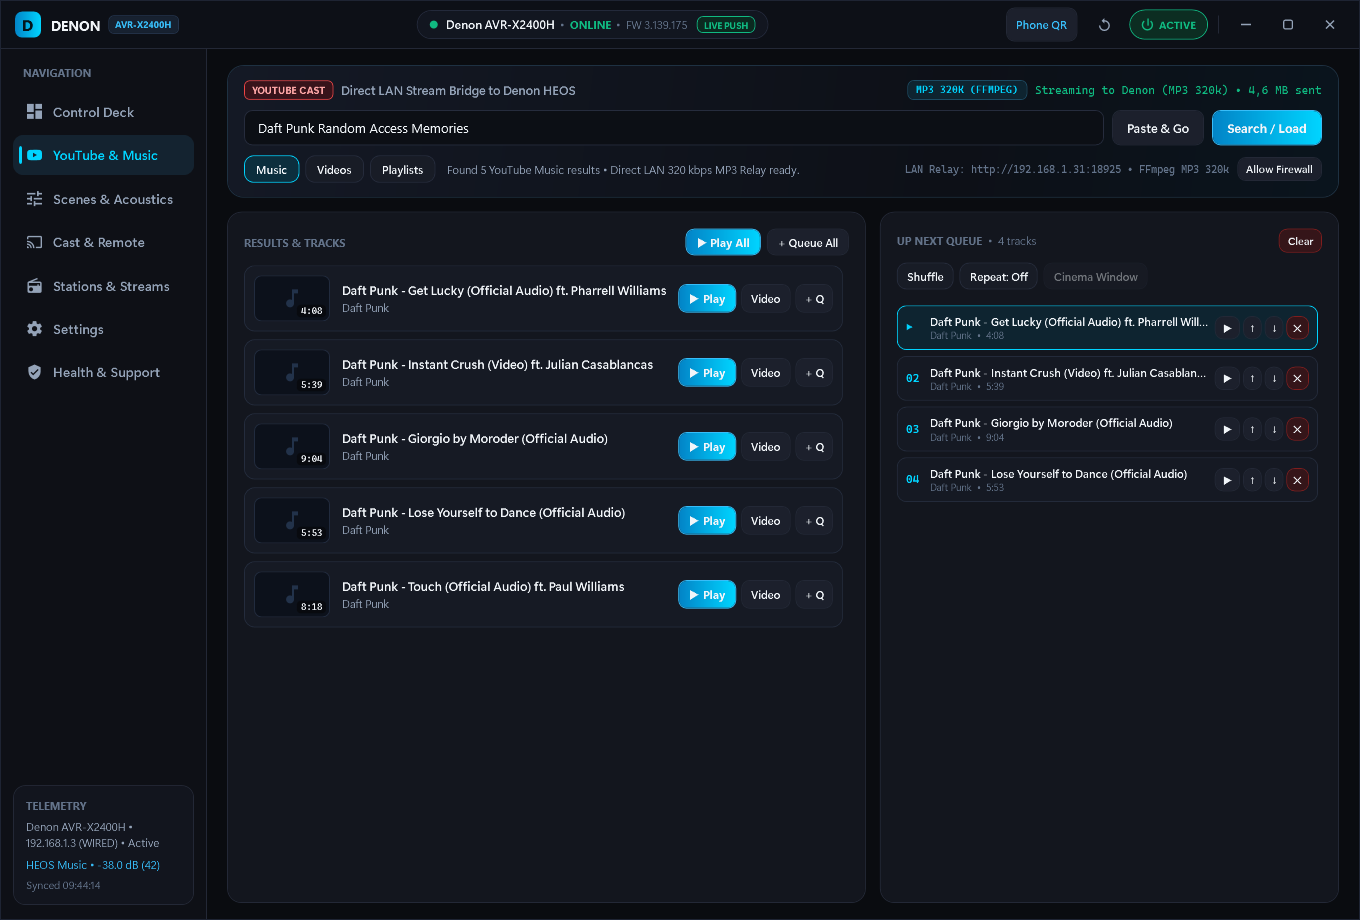 D DENON AVR-X2400H
Denon AVR-X2400H • ONLINE • FW 3.139.175 LIVE PUSH
Phone QR
ACTIVE
NAVIGATION
Control Deck
YouTube & Music
Scenes & Acoustics
Cast & Remote
Stations & Streams
Settings
Health & Support
TELEMETRY
Denon AVR-X2400H •
192.168.1.3 (WIRED) • Active
HEOS Music • -38.0 dB (42)
Synced 09:44:14
YOUTUBE CAST Direct LAN Stream Bridge to Denon HEOS
MP3 320K (FFMPEG) Streaming to Denon (MP3 320k) • 4,6 MB sent
Daft Punk Random Access Memories
Paste & Go
Search / Load
Music
Videos
Playlists
Found 5 YouTube Music results • Direct LAN 320 kbps MP3 Relay ready.
LAN Relay: http://192.168.1.31:18925 • FFmpeg MP3 320k
Allow Firewall
RESULTS & TRACKS
▶ Play All
+ Queue All
4:08
Daft Punk - Get Lucky (Official Audio) ft. Pharrell Williams
Daft Punk
▶ Play
Video
+ Q
5:39
Daft Punk - Instant Crush (Video) ft. Julian Casablancas
Daft Punk
▶ Play
Video
+ Q
9:04
Daft Punk - Giorgio by Moroder (Official Audio)
Daft Punk
▶ Play
Video
+ Q
5:53
Daft Punk - Lose Yourself to Dance (Official Audio)
Daft Punk
▶ Play
Video
+ Q
8:18
Daft Punk - Touch (Official Audio) ft. Paul Williams
Daft Punk
▶ Play
Video
+ Q
UP NEXT QUEUE • 4 tracks
Clear
Shuffle
Repeat: Off
Cinema Window
Daft Punk - Get Lucky (Official Audio) ft. Pharrell Will...
Daft Punk • 4:08
02 Daft Punk - Instant Crush (Video) ft. Julian Casablan...
Daft Punk • 5:39
03 Daft Punk - Giorgio by Moroder (Official Audio)
Daft Punk • 9:04
04 Daft Punk - Lose Yourself to Dance (Official Audio)
Daft Punk • 5:53